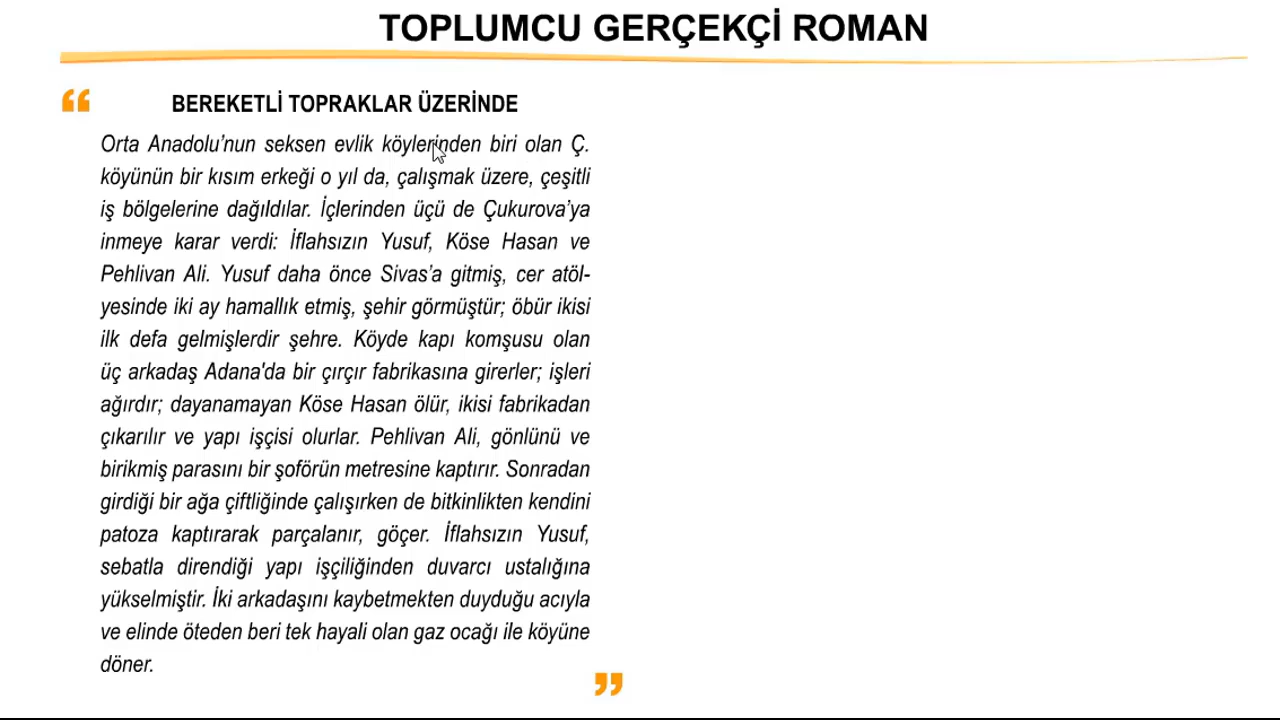 TOPLUMCU GERÇEKÇİ ROMAN
“
BEREKETLİ TOPRAKLAR ÜZERİNDE
Orta Anadolu’nun seksen evlik köylerinden biri olan Ç.
köyünün bir kısım erkeği o yıl da, çalışmak üzere, çeşitli
iş bölgelerine dağıldılar. İçlerinden üçü de Çukurova’ya
inmeye karar verdi: İflahsızın Yusuf, Köse Hasan ve
Pehlivan Ali. Yusuf daha önce Sivas’a gitmiş, cer atöl-
yesinde iki ay hamallık etmiş, şehir görmüştür; öbür ikisi
ilk defa gelmişlerdir şehre. Köyde kapı komşusu olan
üç arkadaş Adana'da bir çırçır fabrikasına girerler; işleri
ağırdır; dayanamayan Köse Hasan ölür, ikisi fabrikadan
çıkarılır ve yapı işçisi olurlar. Pehlivan Ali, gönlünü ve
birikmiş parasını bir şoförün metresine kaptırır. Sonradan
girdiği bir ağa çiftliğinde çalışırken de bitkinlikten kendini
patoza kaptırarak parçalanır, göçer. İflahsızın Yusuf,
sebatla direndiği yapı işçiliğinden duvarcı ustalığına
yükselmiştir. İki arkadaşını kaybetmekten duyduğu acıyla
ve elinde öteden beri tek hayali olan gaz ocağı ile köyüne
döner.
”